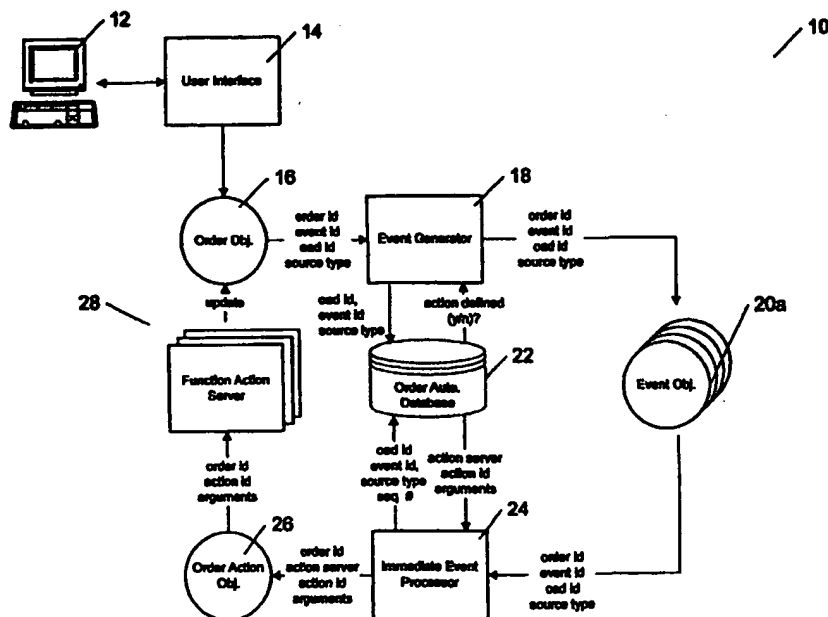 12
14
10
User Interface
16
18
Order Obj.
order id
event id
oad id
source type
Event Generator
order id
event id
oad id
source type
28
update
oad id,
event id
source type
action defined
(y/n)?
20a
22
Function Action
Server
Order Auto.
Database
Event Obj.
order id
action id
arguments
oad id
event id,
source type
seq #
action server
action id
arguments
24
26
Order Action
Obj.
order id
action server
action id
arguments
Immediate Event
Processor
order id
event id
oad id
source type